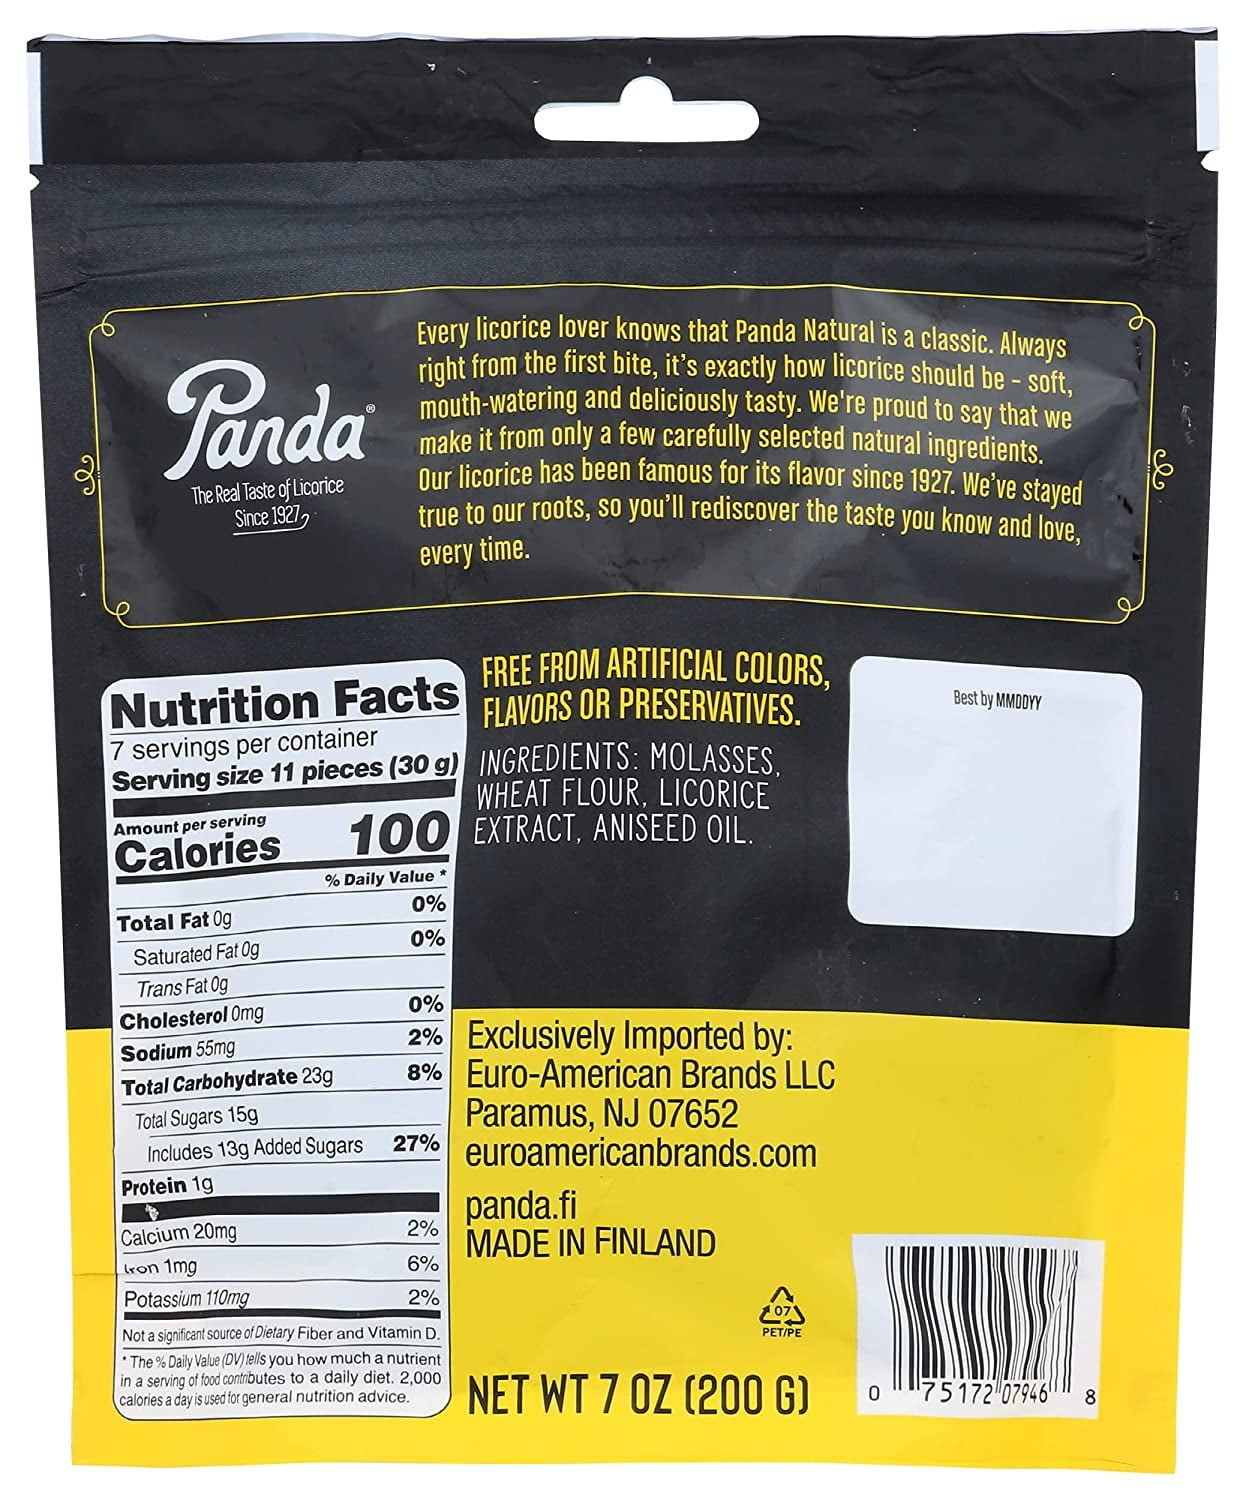 Panda®
The Real Taste of Licorice
Since 1927
Every licorice lover knows that Panda Natural is a classic. Always
right from the first bite, it's exactly how licorice should be - soft,
mouth-watering and deliciously tasty. We're proud to say that we
make it from only a few carefully selected natural ingredients.
Our licorice has been famous for its flavor since 1927. We've stayed
true to our roots, so you'll rediscover the taste you know and love,
every time.
Nutrition Facts
7 servings per container
Serving size 11 pieces (30 g)
Amount per serving
Calories 100
% Daily Value *
Total Fat 0g 0%
Saturated Fat 0g 0%
Trans Fat 0g
Cholesterol 0mg 0%
Sodium 55mg 2%
Total Carbohydrate 23g 8%
Total Sugars 15g
Includes 13g Added Sugars 27%
Protein 1g
Calcium 20mg 2%
Iron 1mg 6%
Potassium 110mg 2%
Not a significant source of Dietary Fiber and Vitamin D.
* The % Daily Value (DV) tells you how much a nutrient
in a serving of food contributes to a daily diet. 2,000
calories a day is used for general nutrition advice.
FREE FROM ARTIFICIAL COLORS,
FLAVORS OR PRESERVATIVES.
INGREDIENTS: MOLASSES,
WHEAT FLOUR, LICORICE
EXTRACT, ANISEED OIL.
Best by MMDDYY
Exclusively Imported by:
Euro-American Brands LLC
Paramus, NJ 07652
euroamericanbrands.com
panda.fi
MADE IN FINLAND
07
PET/PE
NET WT 7 OZ (200 G)
0 75172 07946 8